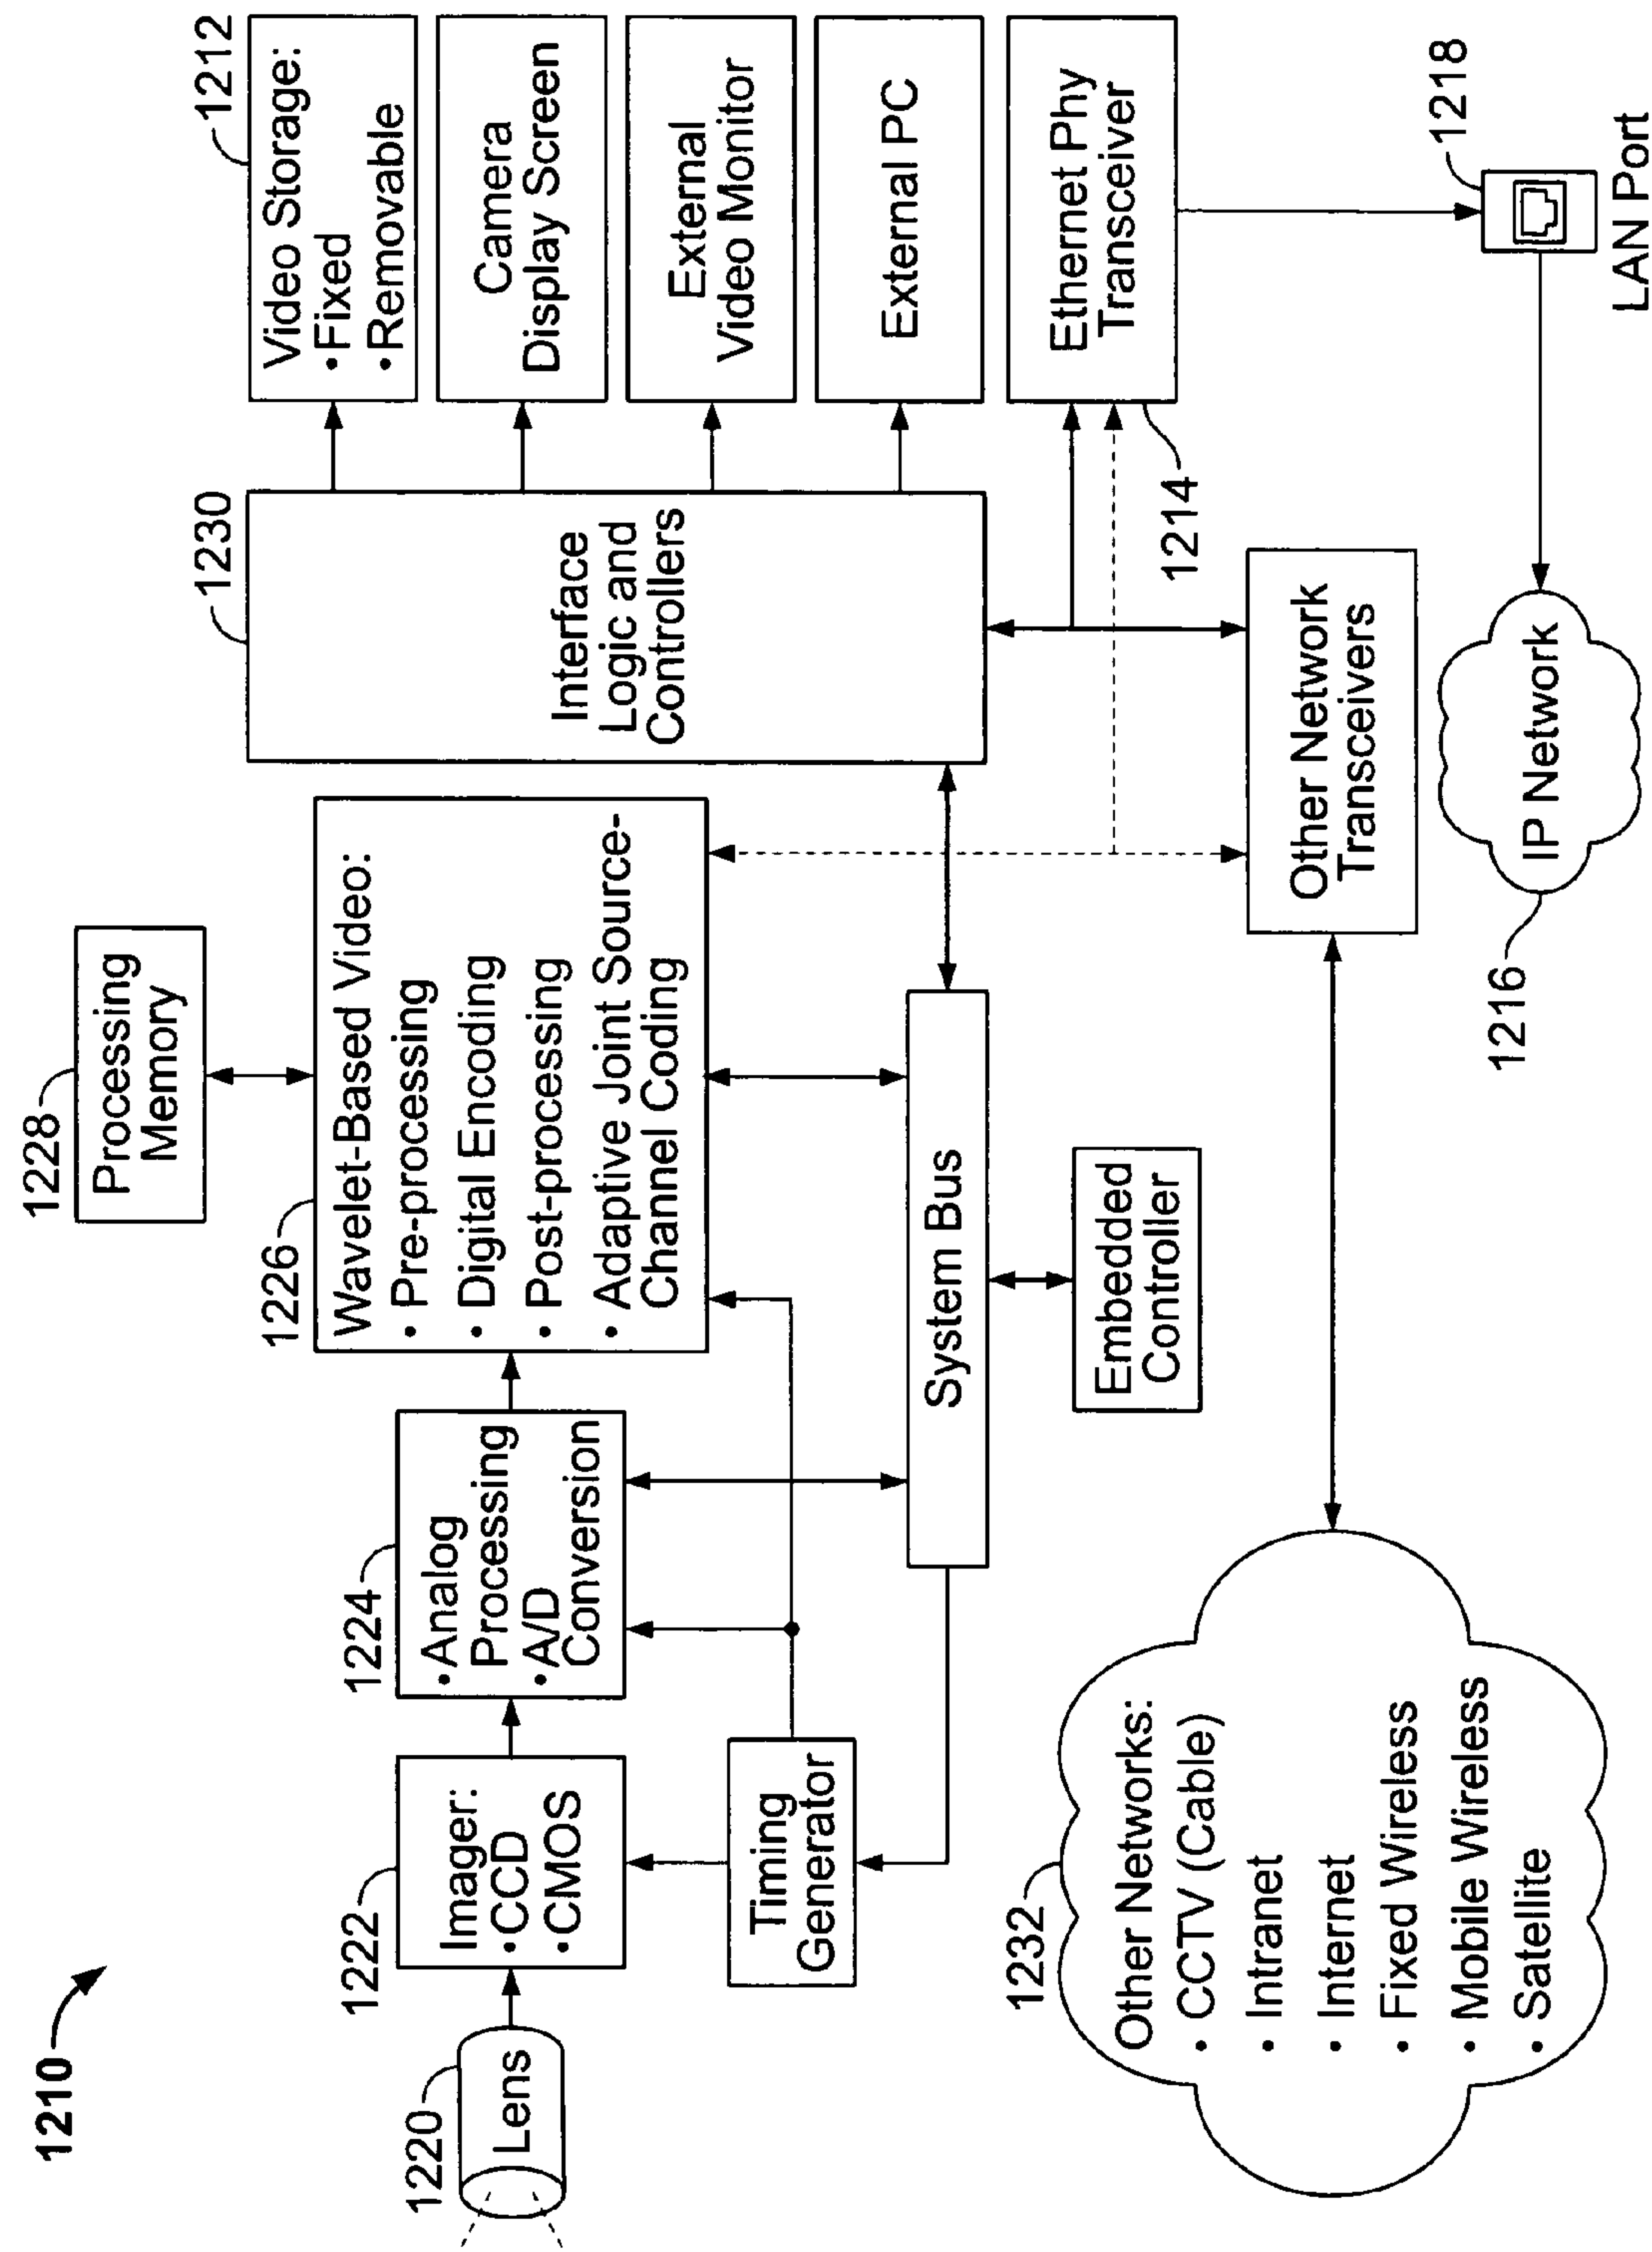 1210
1228
Processing
Memory
1220
Lens
1222
Imager:
•CCD
•CMOS
1224
•Analog
Processing
•A/D
Conversion
1226
Wavelet-Based Video:
• Pre-processing
• Digital Encoding
• Post-processing
• Adaptive Joint Source-
Channel Coding
1230
Interface
Logic and
Controllers
1212
Video Storage:
•Fixed
•Removable
Camera
Display Screen
External
Video Monitor
External PC
Ethernet Phy
Transceiver
1214
Timing
Generator
System Bus
Embedded
Controller
1232
Other Networks:
• CCTV (Cable)
• Intranet
• Internet
• Fixed Wireless
• Mobile Wireless
• Satellite
Other Network
Transceivers
1216
IP Network
1218
LAN Port